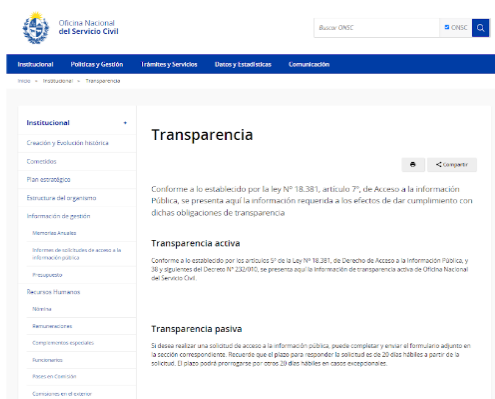 Oficina Nacional
del Servicio Civil
Buscar ONSC
ONSC
Institucional Políticas y Gestión Trámites y Servicios Datos y Estadísticas Comunicación
Inicio » Institucional » Transparencia
Institucional
Creación y Evolución histórica
Cometidos
Plan estratégico
Estructura del organismo
Información de gestión
Memorias Anuales
Informes de solicitudes de acceso a la
información pública
Presupuesto
Recursos Humanos
Nómina
Remuneraciones
Complementos especiales
Funcionarios
Pases en Comisión
Comisiones en el exterior
Transparencia
Compartir
Conforme a lo establecido por la ley Nº 18.381, artículo 7º, de Acceso a la información
Pública, se presenta aquí la información requerida a los efectos de dar cumplimiento con
dichas obligaciones de transparencia
Transparencia activa
Conforme a lo establecido por los artículos 5º de la Ley Nº 18.381, de Derecho de Acceso a la Información Pública, y
38 y siguientes del Decreto Nº 232/010, se presenta aquí la información de transparencia activa de Oficina Nacional
del Servicio Civil.
Transparencia pasiva
Si desea realizar una solicitud de acceso a la información pública, puede completar y enviar el formulario adjunto en
la sección correspondiente. Recuerde que el plazo para responder la solicitud es de 20 días hábiles a partir de la
solicitud. El plazo podrá prorrogarse por otros 20 días hábiles en casos excepcionales.